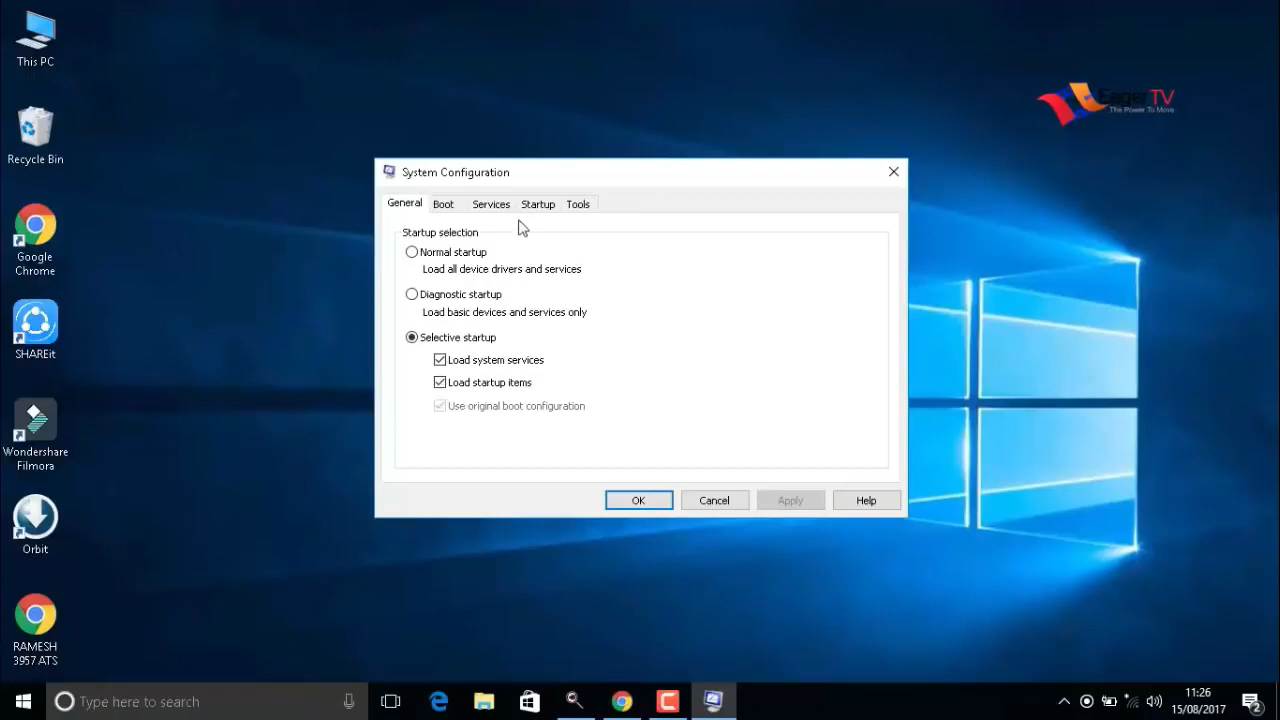 This PC
Recycle Bin
Google
Chrome
SHAREit
Wondershare
Filmora
Orbit
RAMESH
3957 ATS
EagerTV
The Power To Move
System Configuration
General
Boot
Services
Startup
Tools
Startup selection
Normal startup
Load all device drivers and services
Diagnostic startup
Load basic devices and services only
Selective startup
Load system services
Load startup items
Use original boot configuration
OK
Cancel
Apply
Help
Type here to search
11:26
15/08/2017
2